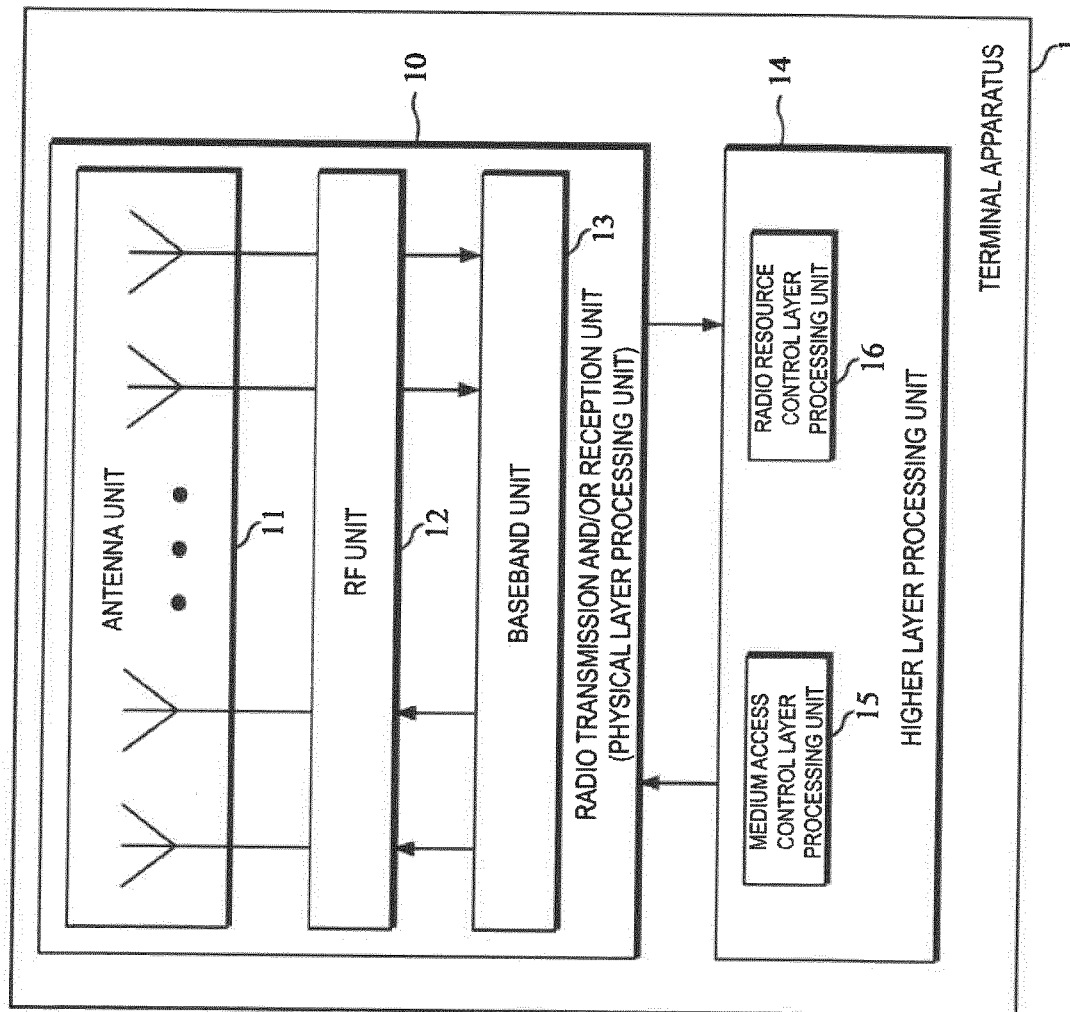 10
ANTENNA UNIT
11
RF UNIT
12
BASEBAND UNIT
13
RADIO TRANSMISSION AND/OR RECEPTION UNIT
(PHYSICAL LAYER PROCESSING UNIT)
14
MEDIUM ACCESS
CONTROL LAYER
PROCESSING UNIT
15
RADIO RESOURCE
CONTROL LAYER
PROCESSING UNIT
16
HIGHER LAYER PROCESSING UNIT
TERMINAL APPARATUS
1